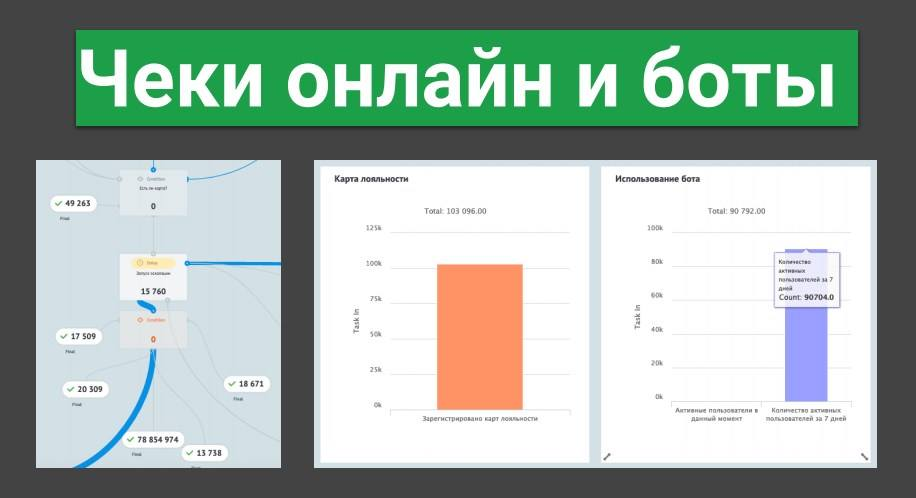 Чеки онлайн и боты
Condition
Есть ли карта?
0
49 263
Final
Delay
Запуск эскалации
15 760
Condition
0
17 509
Final
20 309
Final
18 671
Final
78 854 974
Final
13 738
Карта лояльности
Total: 103 096.00
125k
100k
75k
50k
25k
0k
Task In
Зарегистрировано карт лояльности
Использование бота
Total: 90 792.00
100k
80k
60k
40k
20k
0k
Task In
Количество
активных
пользователей за 7
дней
Count: 90704.0
Активные пользователи в
данный момент
Количество активных
пользователей за 7 дней